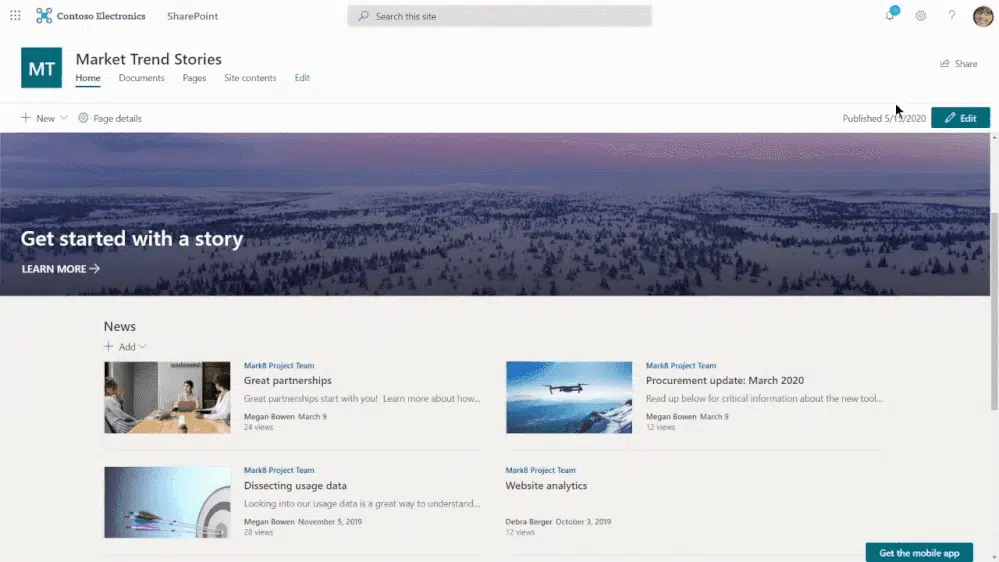 Contoso Electronics SharePoint Search this site ?
MT
Market Trend Stories
Home Documents Pages Site contents Edit
Share
New Page details Published 5/15/2020 Edit
Get started with a story
LEARN MORE
News
Add
Mark8 Project Team
Great partnerships
Great partnerships start with you! Learn more about how...
Megan Bowen March 9
24 views
Mark8 Project Team
Procurement update: March 2020
Read up below for critical information about the new tool...
Megan Bowen March 9
12 views
Mark8 Project Team
Dissecting usage data
Looking into our usage data is a great way to understand...
Megan Bowen November 5, 2019
28 views
Mark8 Project Team
Website analytics
Debra Berger October 3, 2019
12 views
Get the mobile app